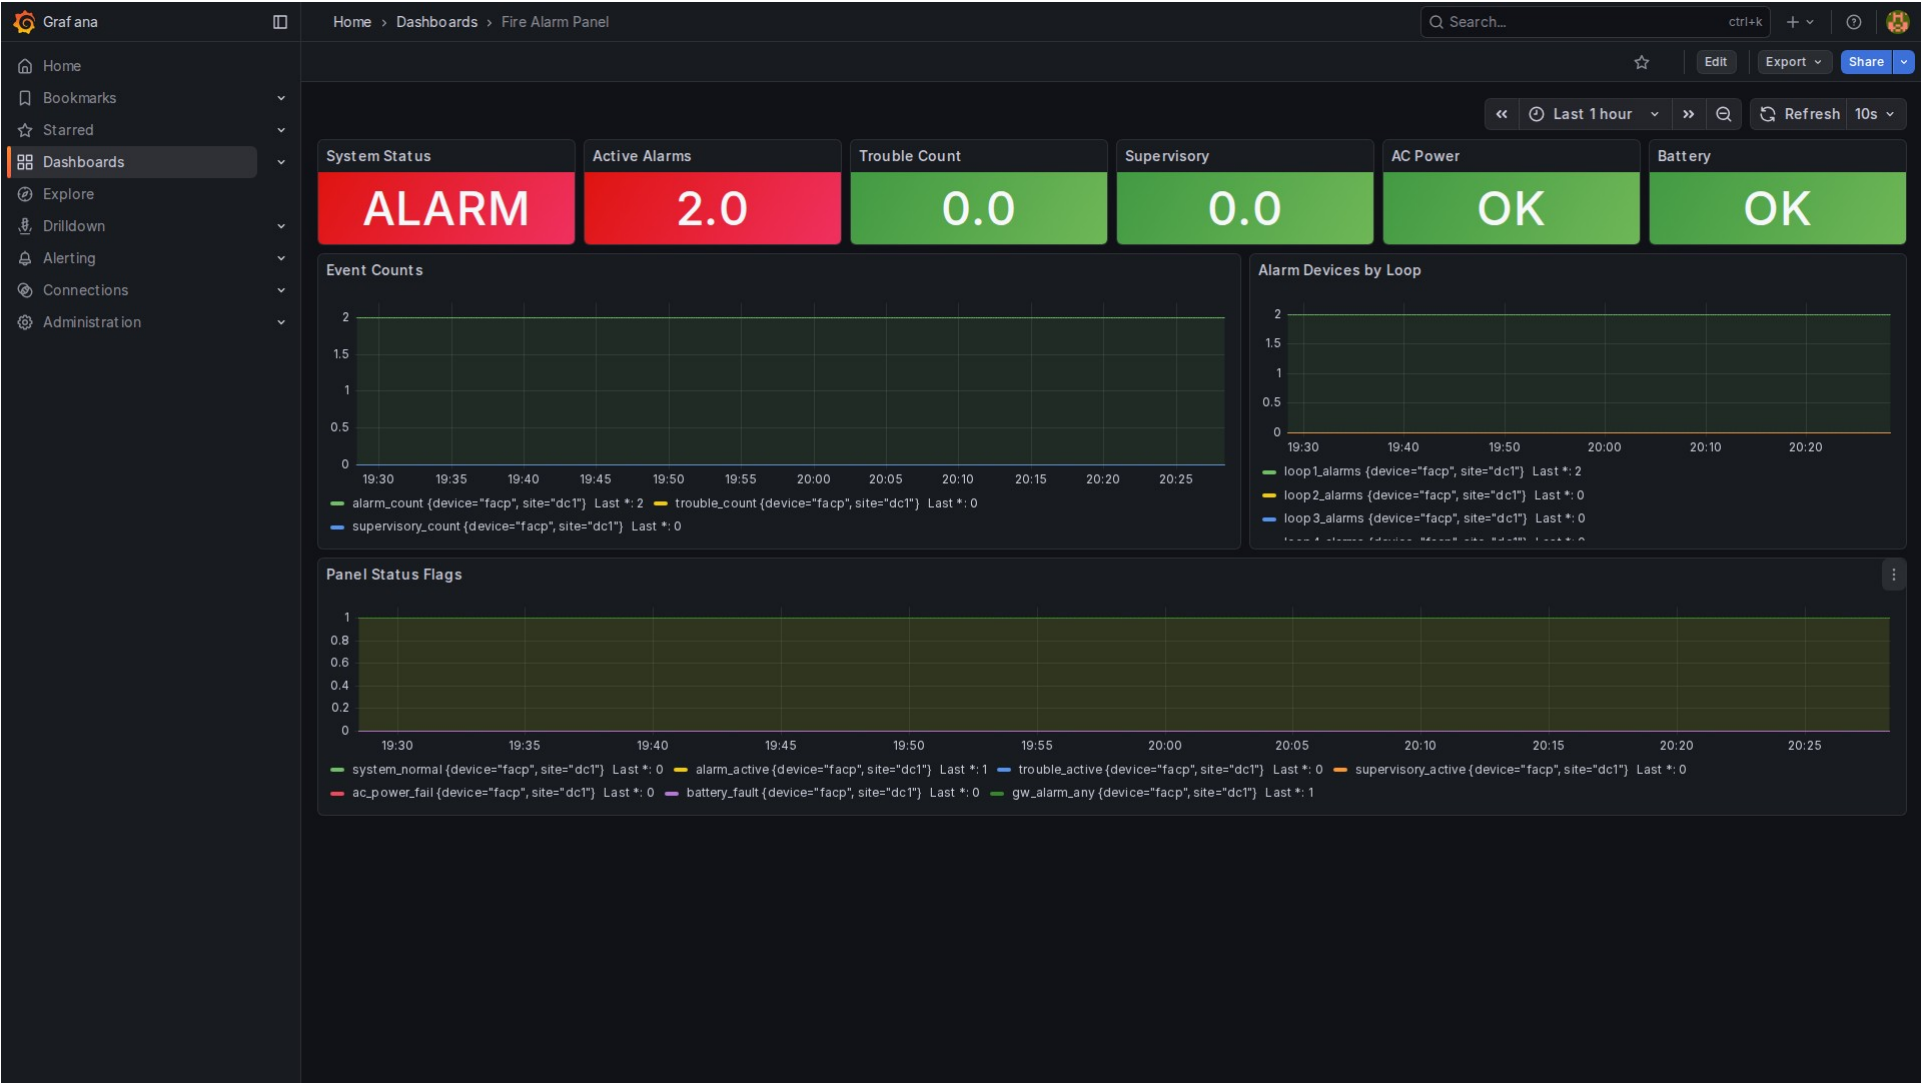 Grafana
Home › Dashboards › Fire Alarm Panel
Search...
ctrl+k
Home
Bookmarks
Starred
Dashboards
Explore
Drilldown
Alerting
Connections
Administration
Edit
Export
Share
Last 1 hour
Refresh
10s
System Status
ALARM
Active Alarms
2.0
Trouble Count
0.0
Supervisory
0.0
AC Power
OK
Battery
OK
Event Counts
2
1.5
1
0.5
0
19:30 19:35 19:40 19:45 19:50 19:55 20:00 20:05 20:10 20:15 20:20 20:25
alarm_count {device="facp", site="dc1"} Last *: 2 trouble_count {device="facp", site="dc1"} Last *: 0
supervisory_count {device="facp", site="dc1"} Last *: 0
Alarm Devices by Loop
2
1.5
1
0.5
0
19:30 19:40 19:50 20:00 20:10 20:20
loop1_alarms {device="facp", site="dc1"} Last *: 2
loop2_alarms {device="facp", site="dc1"} Last *: 0
loop3_alarms {device="facp", site="dc1"} Last *: 0
Panel Status Flags
1
0.8
0.6
0.4
0.2
0
19:30 19:35 19:40 19:45 19:50 19:55 20:00 20:05 20:10 20:15 20:20 20:25
system_normal {device="facp", site="dc1"} Last *: 0 alarm_active {device="facp", site="dc1"} Last *: 1 trouble_active {device="facp", site="dc1"} Last *: 0 supervisory_active {device="facp", site="dc1"} Last *: 0
ac_power_fail {device="facp", site="dc1"} Last *: 0 battery_fault {device="facp", site="dc1"} Last *: 0 gw_alarm_any {device="facp", site="dc1"} Last *: 1